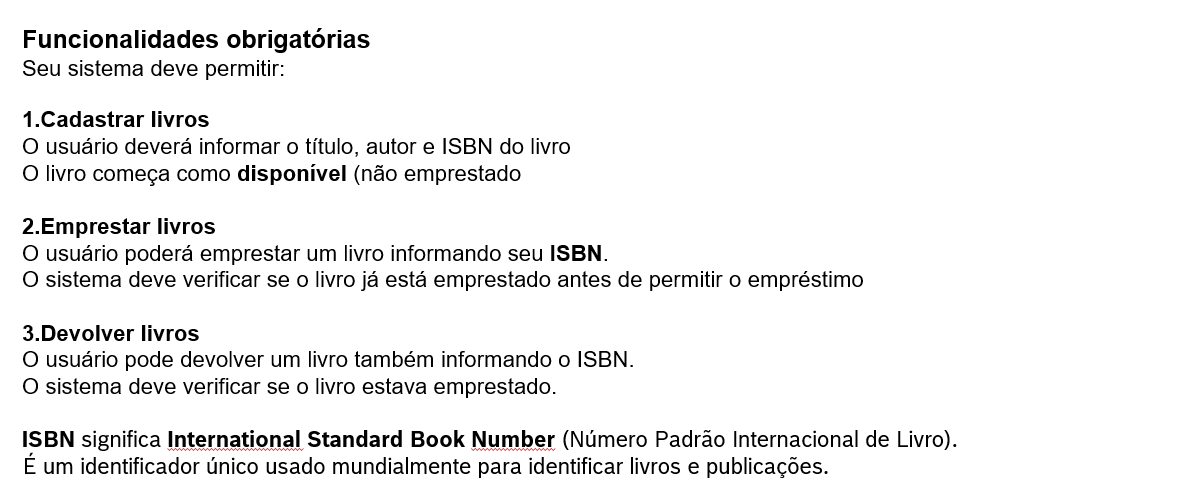 Funcionalidades obrigatórias
Seu sistema deve permitir:
1.Cadastrar livros
O usuário deverá informar o título, autor e ISBN do livro
O livro começa como disponível (não emprestado
2.Emprestar livros
O usuário poderá emprestar um livro informando seu ISBN.
O sistema deve verificar se o livro já está emprestado antes de permitir o empréstimo
3.Devolver livros
O usuário pode devolver um livro também informando o ISBN.
O sistema deve verificar se o livro estava emprestado.
ISBN significa International Standard Book Number (Número Padrão Internacional de Livro).
É um identificador único usado mundialmente para identificar livros e publicações.